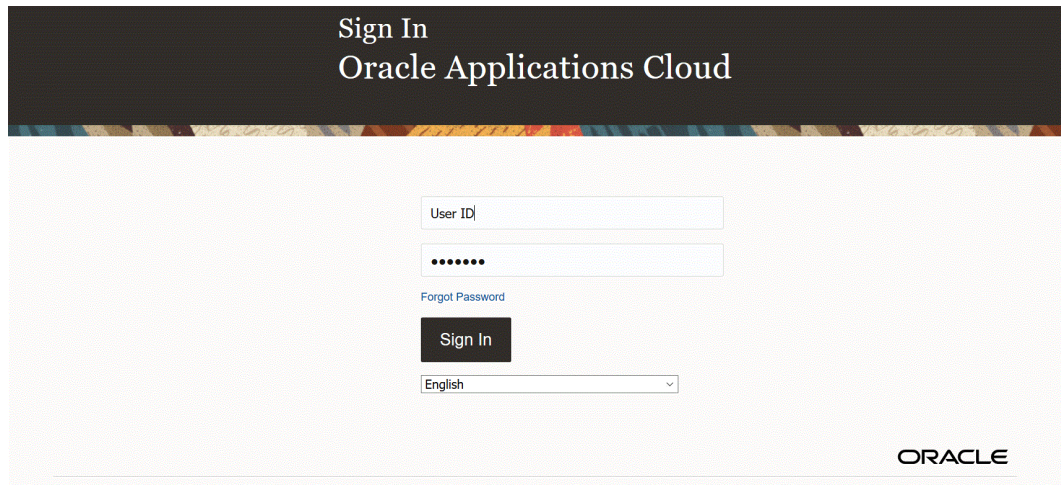 Sign In
Oracle Applications Cloud
User ID
•••••••
Forgot Password
Sign In
English
ORACLE